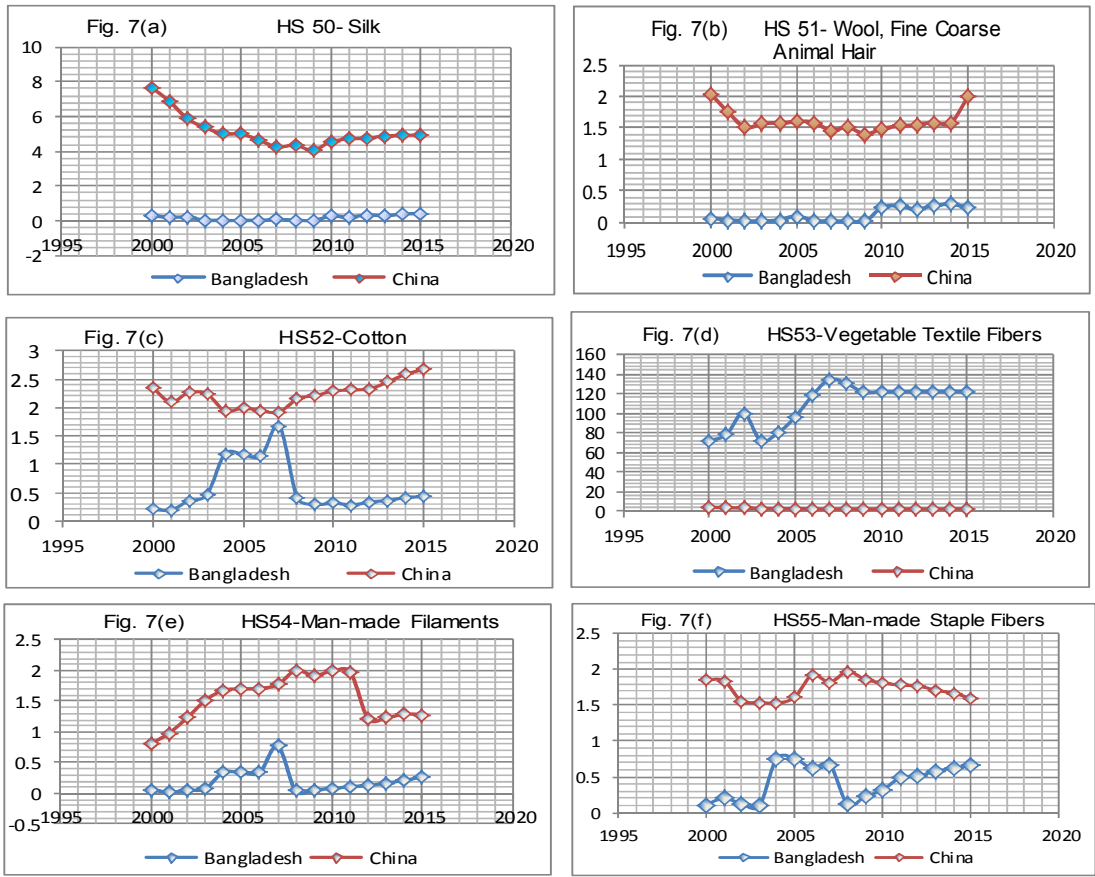 Fig. 7(a) HS 50- Silk
10
8
6
4
2
0
-2
1995 2000 2005 2010 2015 2020
Bangladesh China
Fig. 7(b) HS 51- Wool, Fine Coarse
Animal Hair
2.5
2
1.5
1
0.5
0
1995 2000 2005 2010 2015 2020
Bangladesh China
Fig. 7(c) HS52-Cotton
3
2.5
2
1.5
1
0.5
0
1995 2000 2005 2010 2015 2020
Bangladesh China
Fig. 7(d) HS53-Vegetable Textile Fibers
160
140
120
100
80
60
40
20
0
1995 2000 2005 2010 2015 2020
Bangladesh China
Fig. 7(e) HS54-Man-made Filaments
2.5
2
1.5
1
0.5
0
-0.5
1995 2000 2005 2010 2015 2020
Bangladesh China
Fig. 7(f) HS55-Man-made Staple Fibers
2.5
2
1.5
1
0.5
0
1995 2000 2005 2010 2015 2020
Bangladesh China